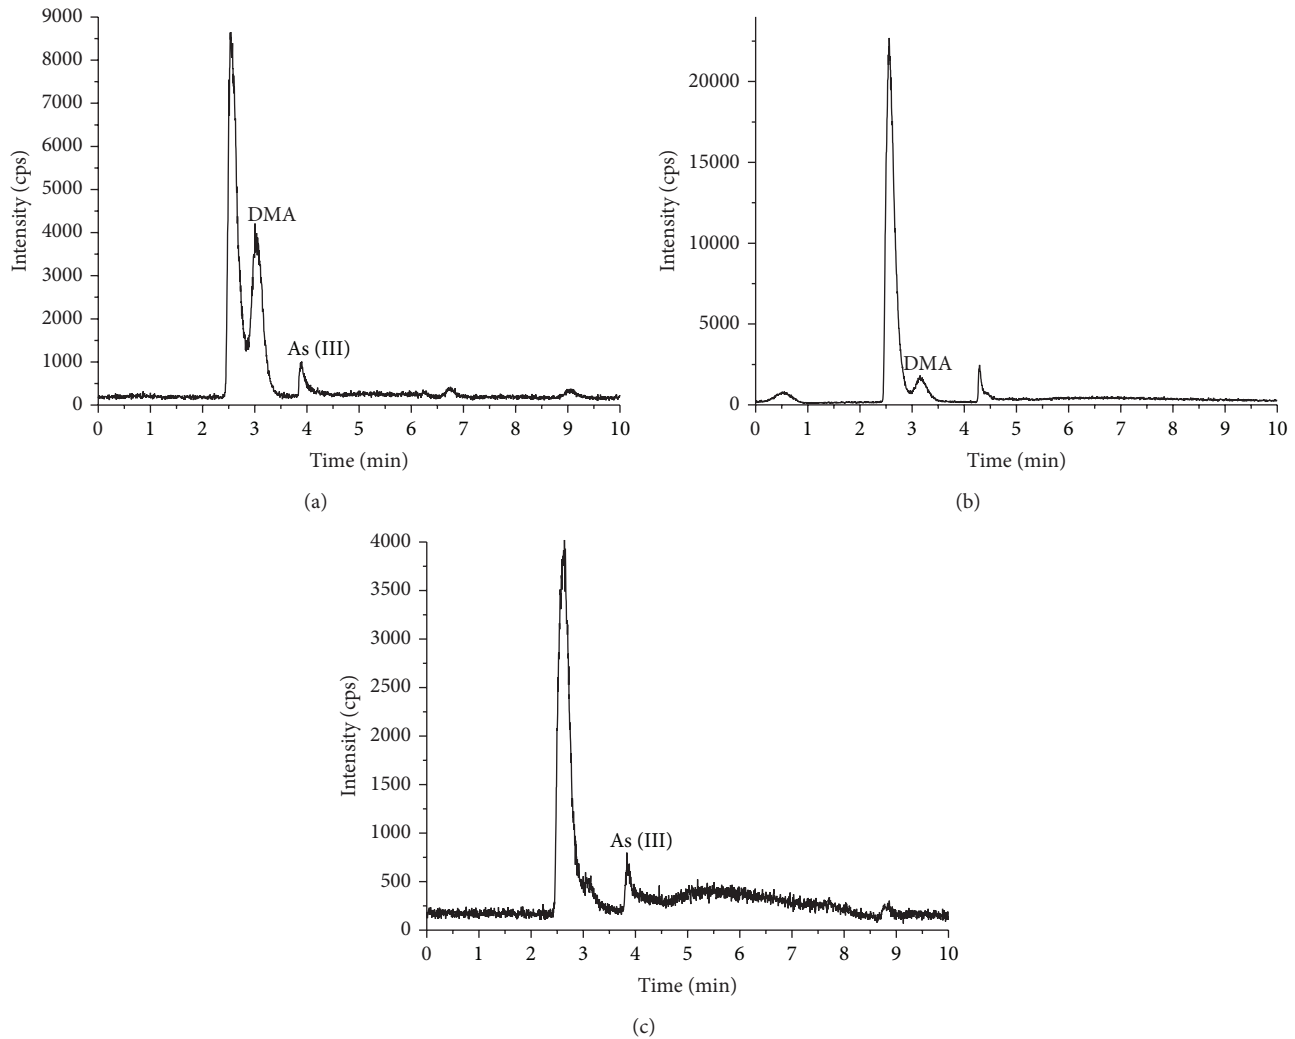 9000
8000
7000
6000
5000
4000
3000
2000
1000
0
Intensity (cps)
DMA
As (III)
0 1 2 3 4 5 6 7 8 9 10
Time (min)
(a)
20000
15000
10000
5000
0
Intensity (cps)
DMA
0 1 2 3 4 5 6 7 8 9 10
Time (min)
(b)
4000
3500
3000
2500
2000
1500
1000
500
0
Intensity (cps)
As (III)
0 1 2 3 4 5 6 7 8 9 10
Time (min)
(c)